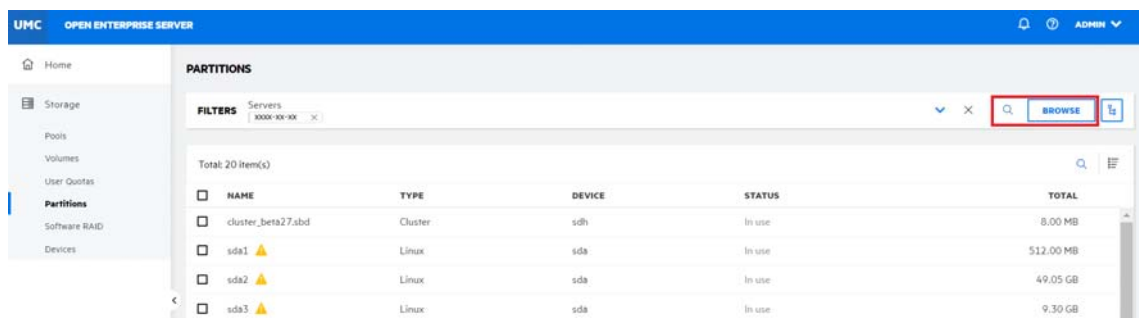 UMC OPEN ENTERPRISE SERVER ADMIN
Home
Storage
Pools
Volumes
User Quotas
Partitions
Software RAID
Devices
PARTITIONS
FILTERS Servers
xxxx-xx-xx
BROWSE
Total: 20 item(s)
NAME TYPE DEVICE STATUS TOTAL
cluster_beta27.sbd Cluster sdh In use 8.00 MB
sda1 Linux sda In use 512.00 MB
sda2 Linux sda In use 49.05 GB
sda3 Linux sda In use 9.30 GB